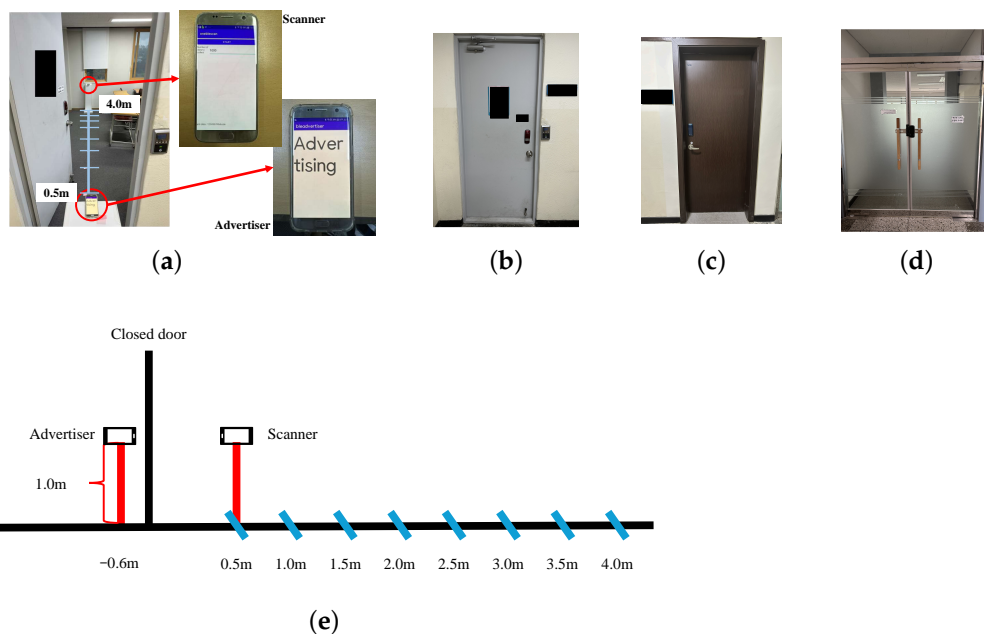 Scanner
4.0m
0.5m
bleadvertiser
Adver
tising
Advertiser
(a)
(b)
(c)
(d)
Closed door
Advertiser
Scanner
1.0m
−0.6m
0.5m
1.0m
1.5m
2.0m
2.5m
3.0m
3.5m
4.0m
(e)